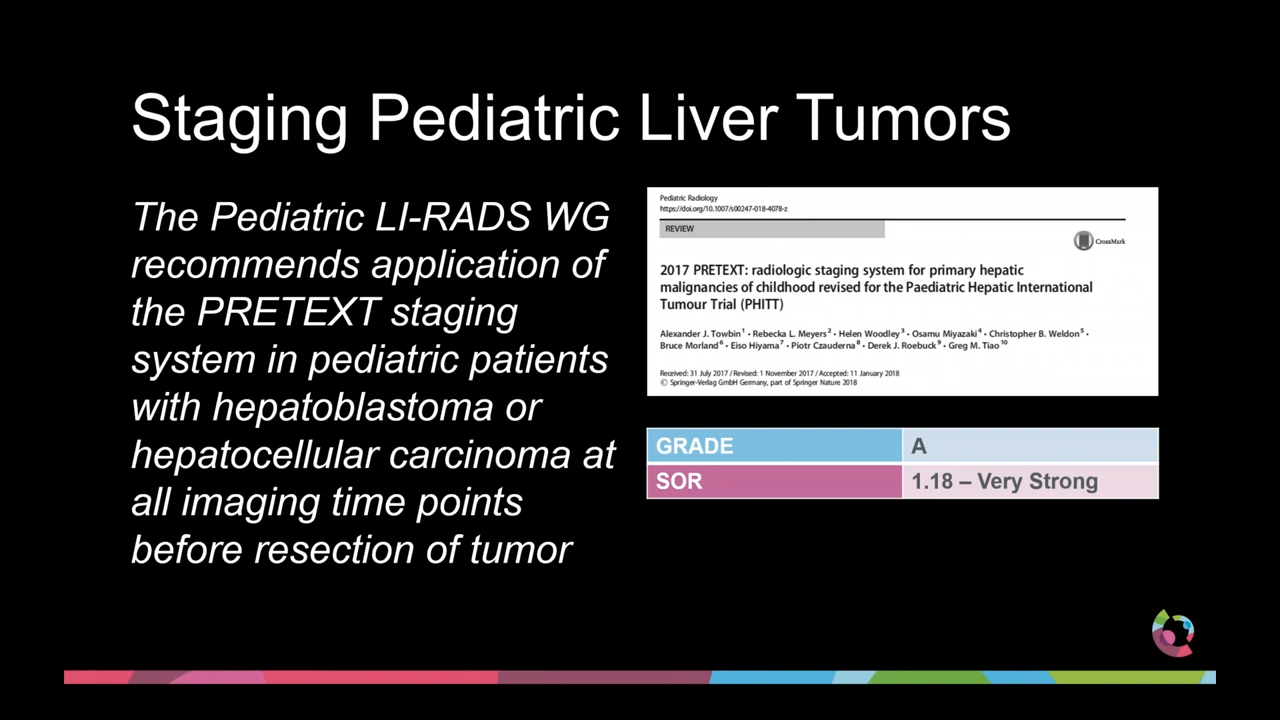 Staging Pediatric Liver Tumors
The Pediatric LI-RADS WG
recommends application of
the PRETEXT staging
system in pediatric patients
with hepatoblastoma or
hepatocellular carcinoma at
all imaging time points
before resection of tumor
Pediatric Radiology
https://doi.org/10.1007/s00247-018-4078-z
REVIEW
CrossMark
2017 PRETEXT: radiologic staging system for primary hepatic
malignancies of childhood revised for the Paediatric Hepatic International
Tumour Trial (PHITT)
Alexander J. Towbin1 • Rebecka L. Meyers2 • Helen Woodley3 • Osamu Miyazaki4 • Christopher B. Weldon5 •
Bruce Morland6 • Eiso Hiyama7 • Piotr Czauderna8 • Derek J. Roebuck9 • Greg M. Tiao10
Received: 31 July 2017 / Revised: 1 November 2017 / Accepted: 11 January 2018
© Springer-Verlag GmbH Germany, part of Springer Nature 2018
GRADE A
SOR 1.18 – Very Strong